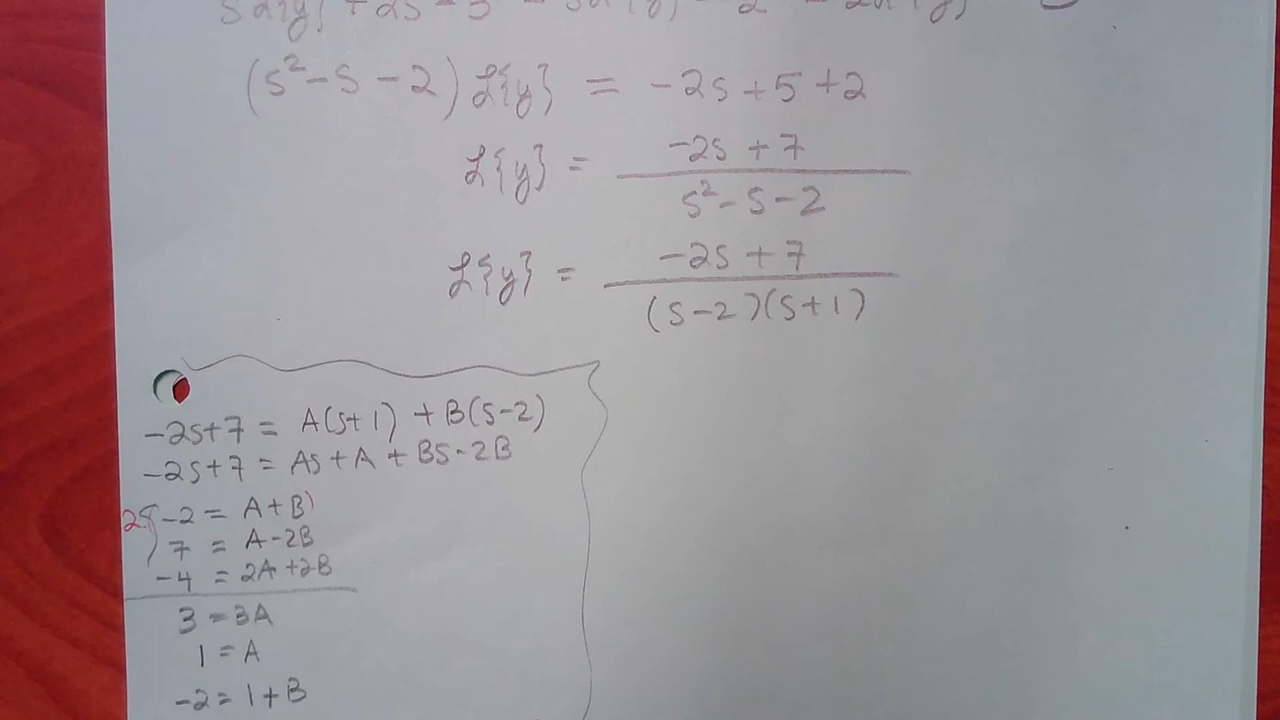 (s²-s-2) ℒ{y} = -2s+5+2
ℒ{y} = -2s+7
s²-s-2
ℒ{y} = -2s+7
(s-2)(s+1)
-2s+7 = A(s+1) + B(s-2)
-2s+7 = As+A + Bs-2B
-2 = A+B
7 = A-2B
-4 = 2A+2B
3 = 3A
1 = A
-2 = 1+B